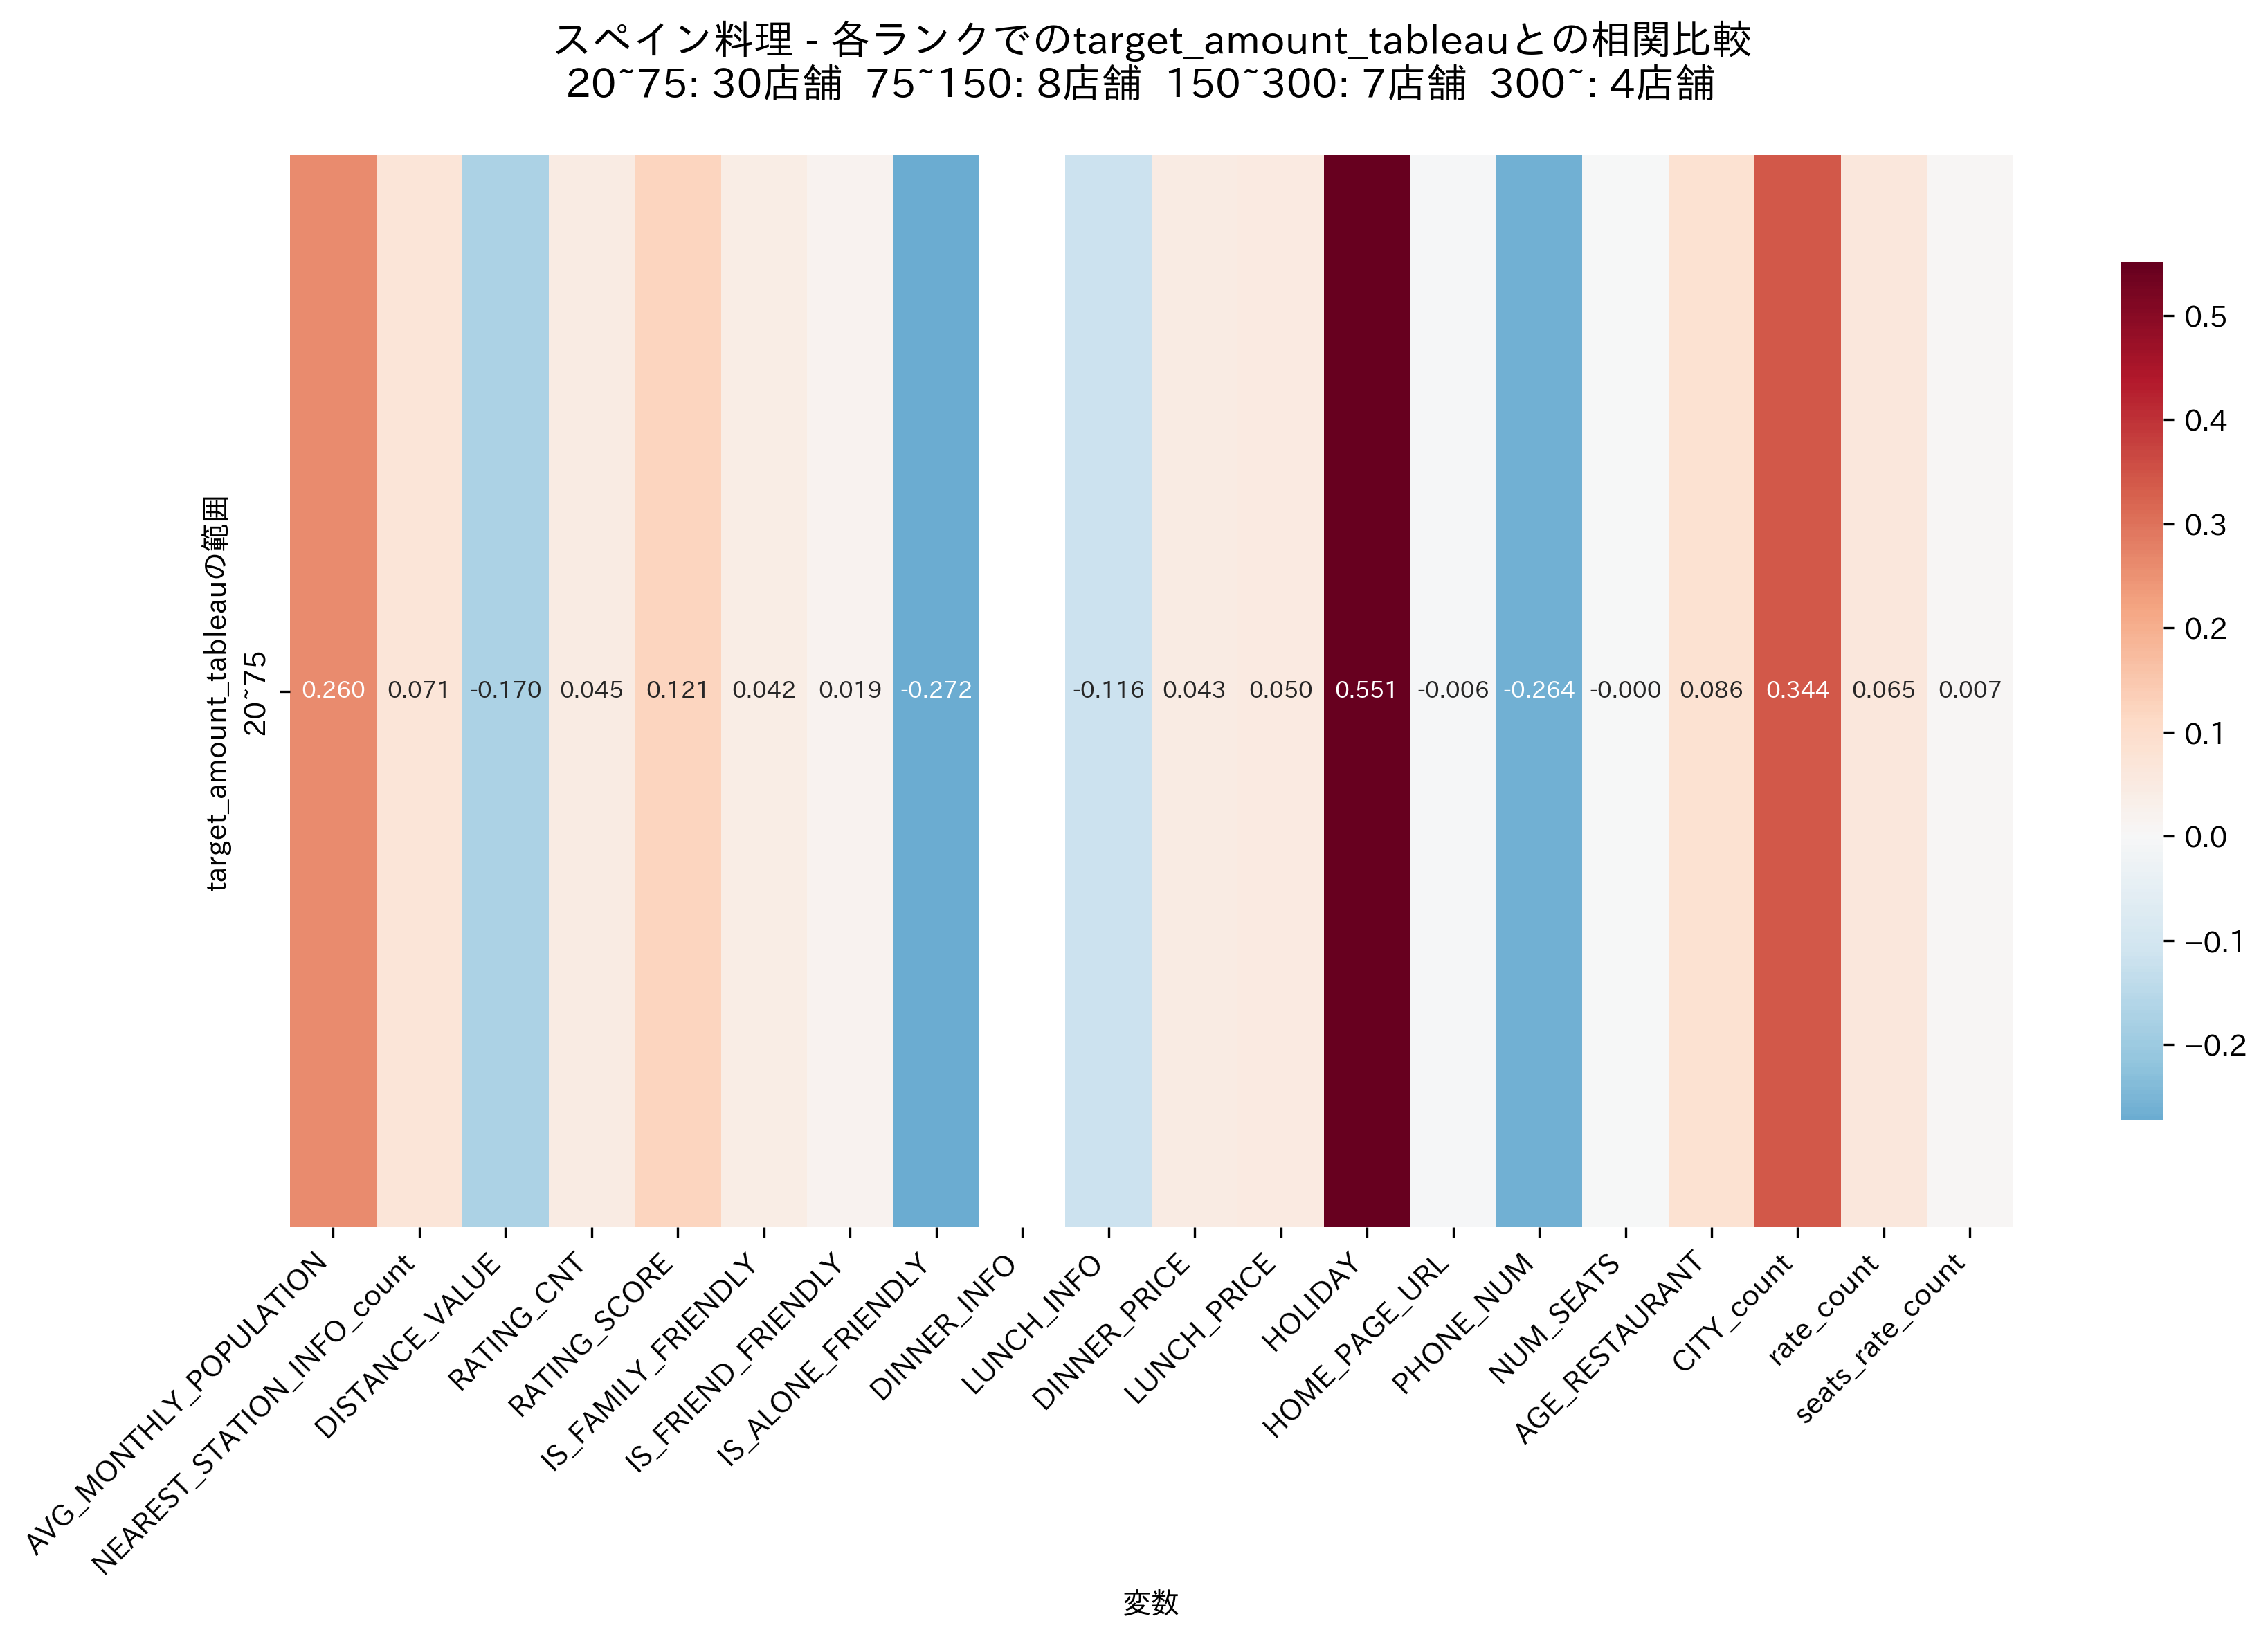 スペイン料理 - 各ランクでのtarget_amount_tableauとの相関比較
20~75: 30店舗  75~150: 8店舗  150~300: 7店舗  300~: 4店舗
target_amount_tableauの範囲
20~75
0.260 0.071 -0.170 0.045 0.121 0.042 0.019 -0.272 -0.116 0.043 0.050 0.551 -0.006 -0.264 -0.000 0.086 0.344 0.065 0.007
AVG_MONTHLY_POPULATION
NEAREST_STATION_INFO_count
DISTANCE_VALUE
RATING_CNT
RATING_SCORE
IS_FAMILY_FRIENDLY
IS_FRIEND_FRIENDLY
IS_ALONE_FRIENDLY
DINNER_INFO
LUNCH_INFO
DINNER_PRICE
LUNCH_PRICE
HOLIDAY
HOME_PAGE_URL
PHONE_NUM
NUM_SEATS
AGE_RESTAURANT
CITY_count
rate_count
seats_rate_count
変数
0.5
0.4
0.3
0.2
0.1
0.0
−0.1
−0.2